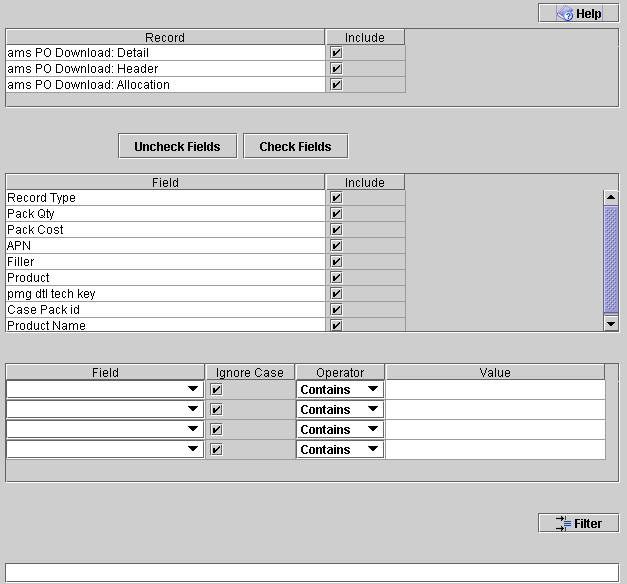 Help
Record Include
ams PO Download: Detail
ams PO Download: Header
ams PO Download: Allocation
Uncheck Fields Check Fields
Field Include
Record Type
Pack Qty
Pack Cost
APN
Filler
Product
pmg dtl tech key
Case Pack id
Product Name
Field Ignore Case Operator Value
Contains
Contains
Contains
Contains
Filter